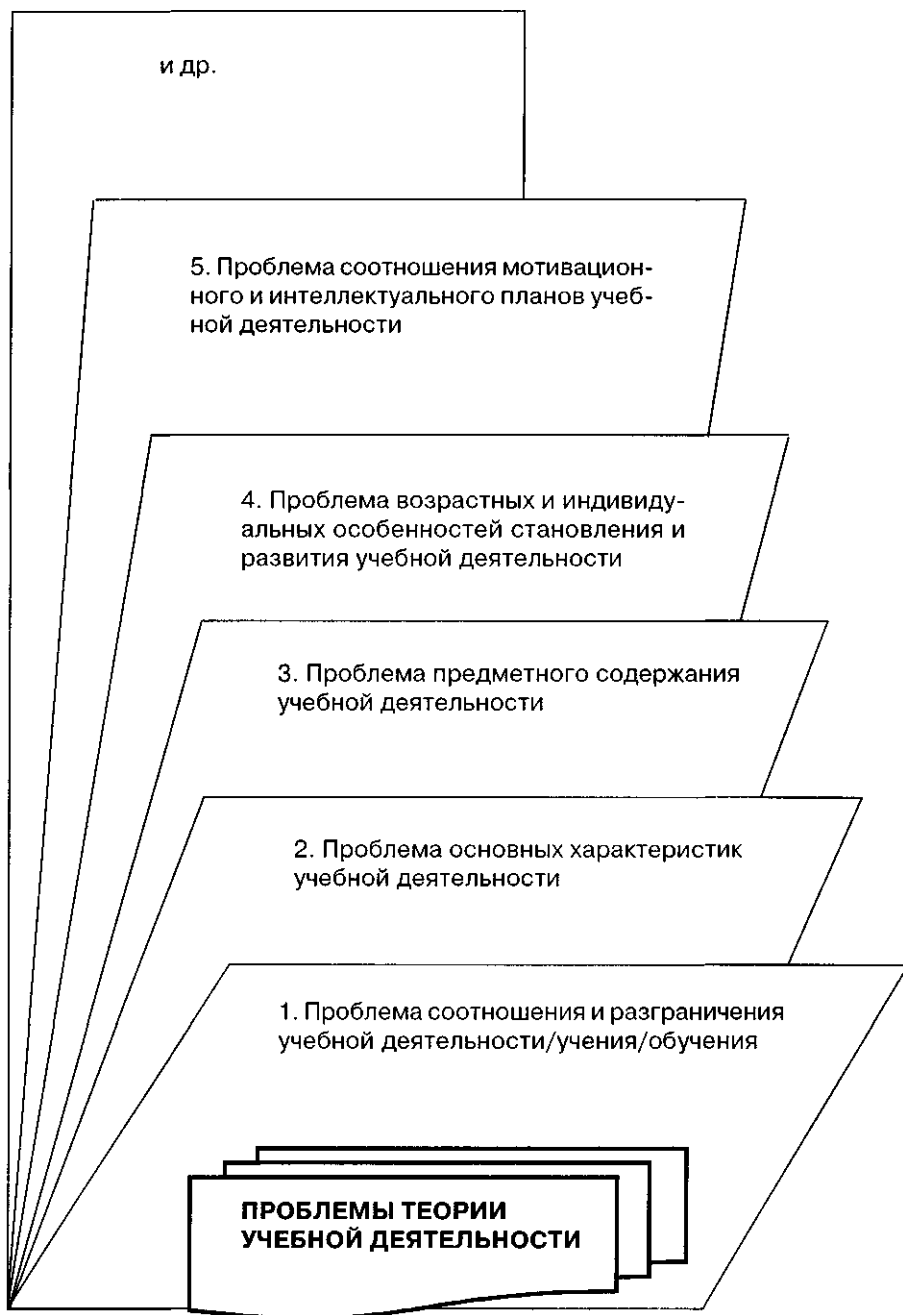 и др.
5. Проблема соотношения мотивацион-
ного и интеллектуального планов учеб-
ной деятельности
4. Проблема возрастных и индивиду-
альных особенностей становления и
развития учебной деятельности
3. Проблема предметного содержания
учебной деятельности
2. Проблема основных характеристик
учебной деятельности
1. Проблема соотношения и разграничения
учебной деятельности/учения/обучения
ПРОБЛЕМЫ ТЕОРИИ
УЧЕБНОЙ ДЕЯТЕЛЬНОСТИ